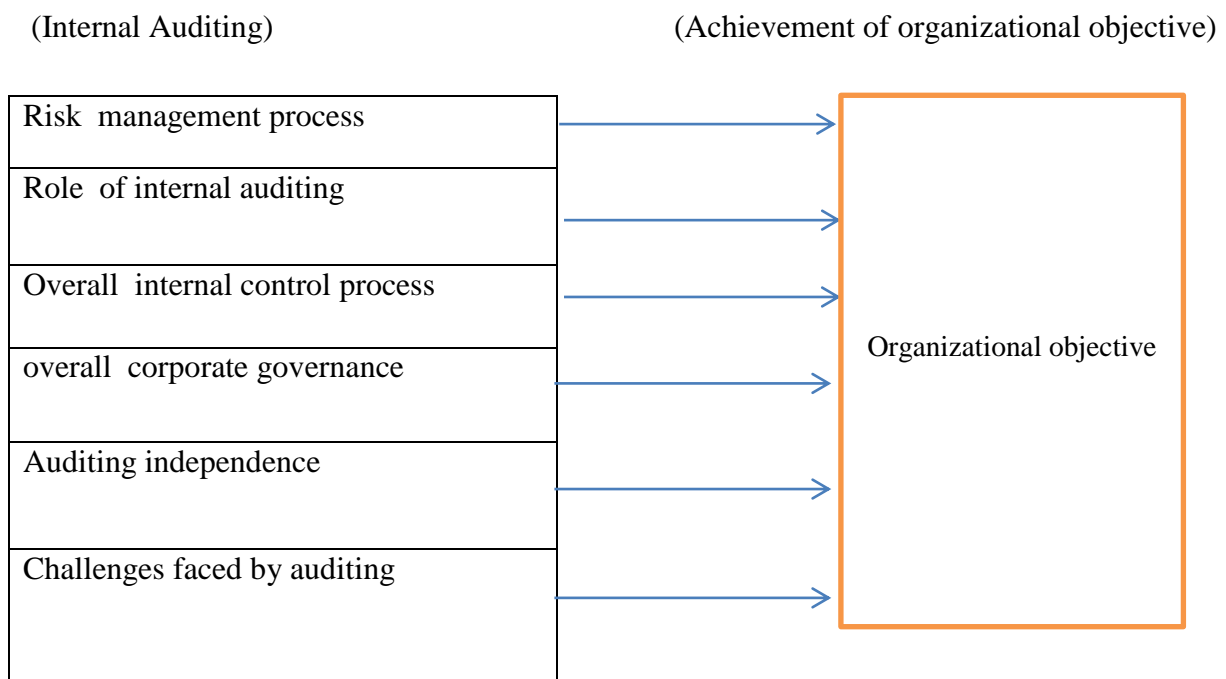 (Internal Auditing)
(Achievement of organizational objective)
Risk management process
Role of internal auditing
Overall internal control process
overall corporate governance
Auditing independence
Challenges faced by auditing
Organizational objective